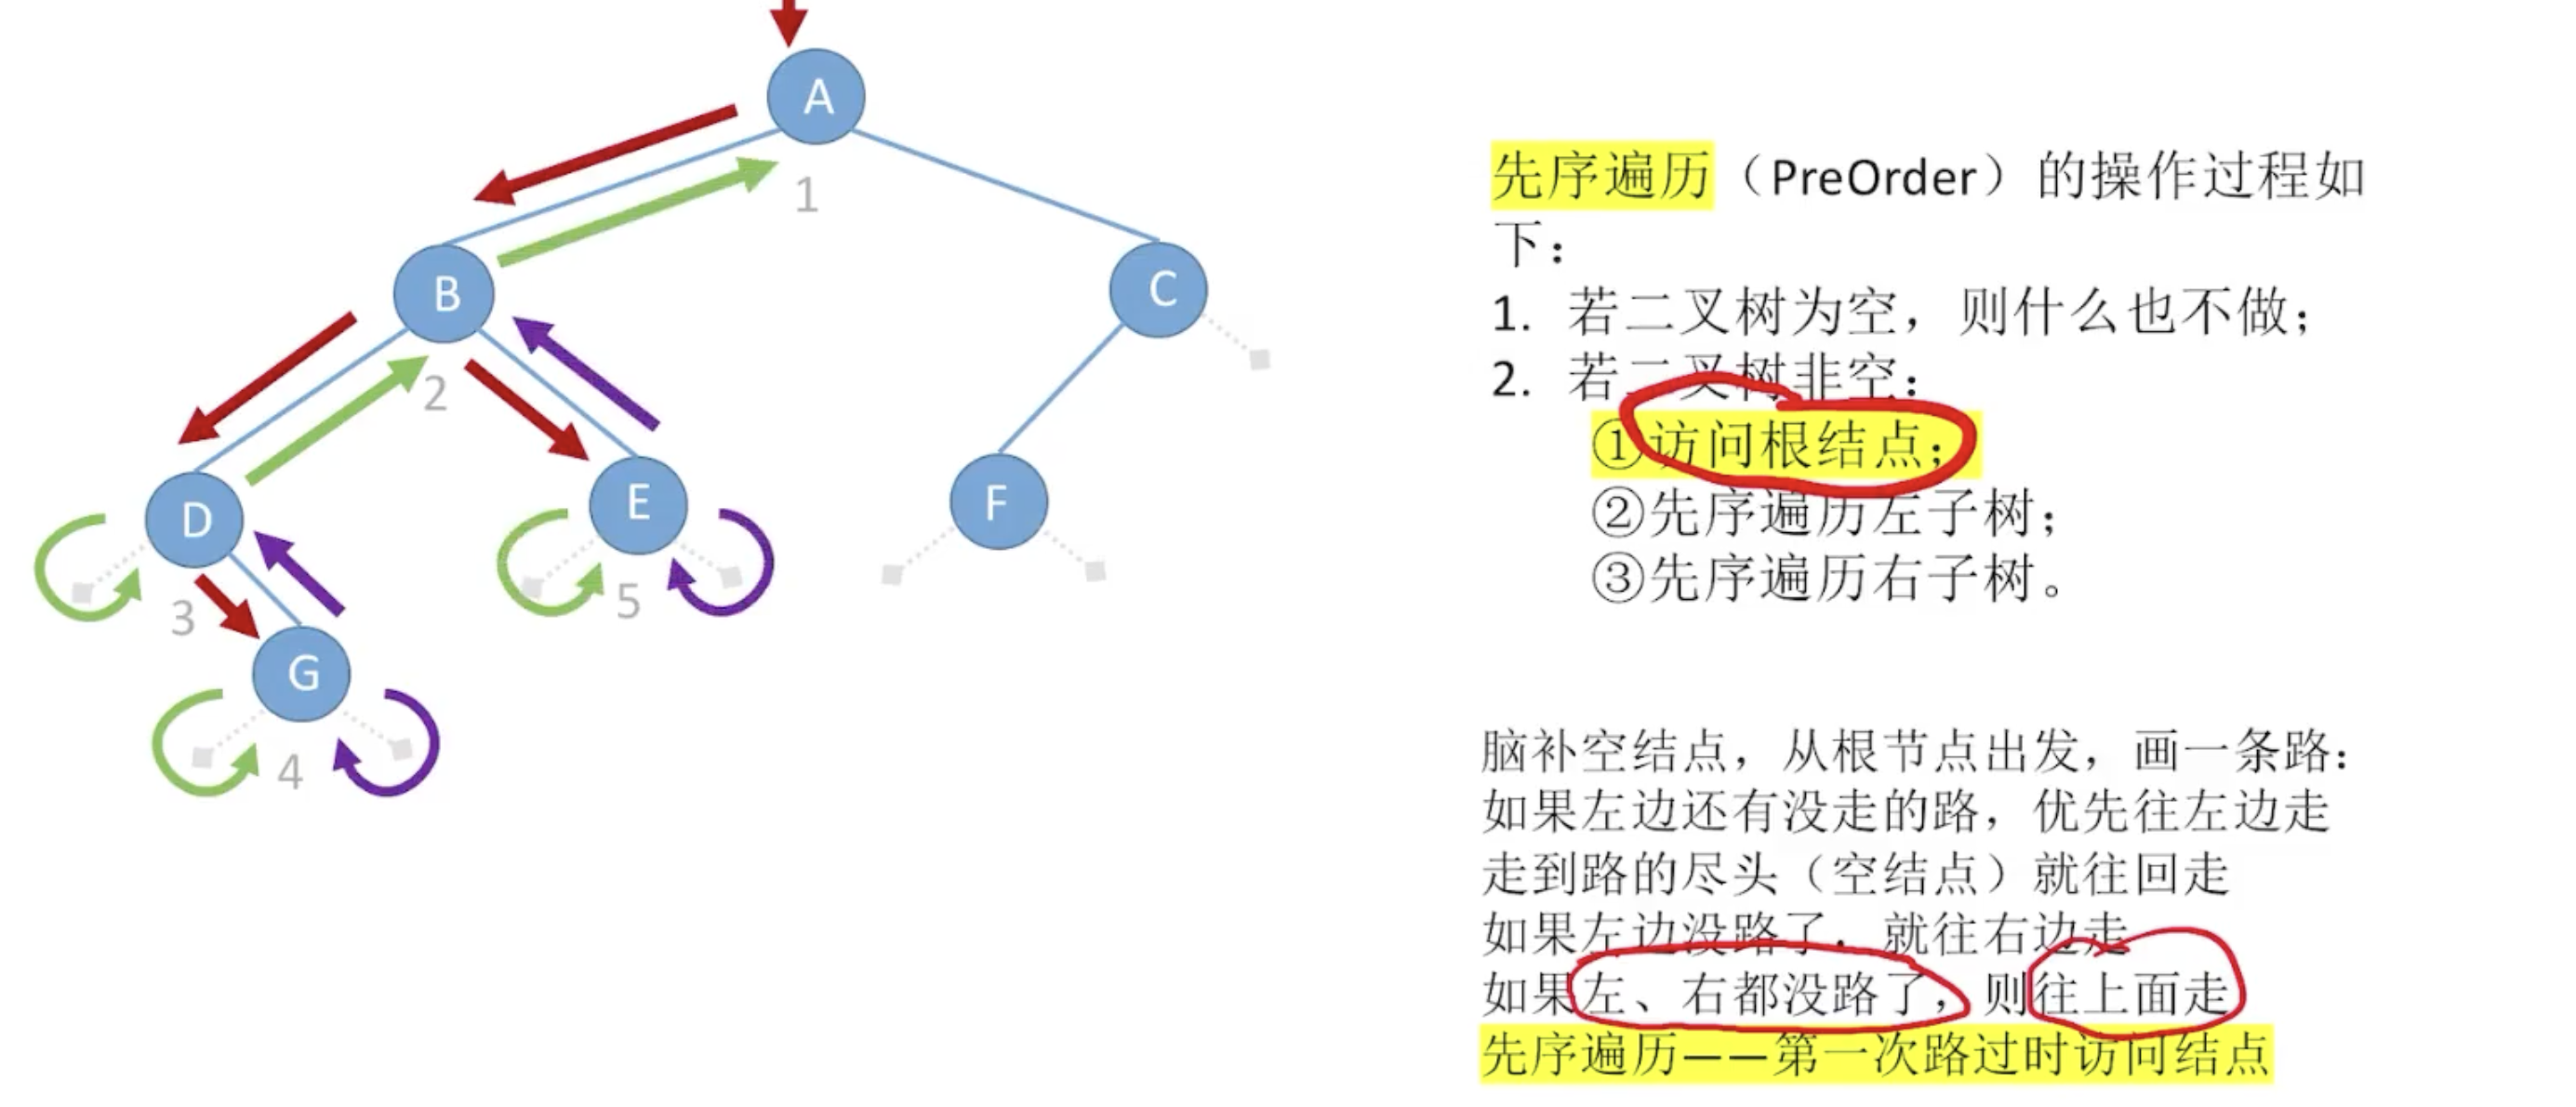 A
1
B
C
2
D
E
F
3
5
G
4
先序遍历（PreOrder）的操作过程如
下：
1. 若二叉树为空，则什么也不做；
2. 若二叉树非空：
①访问根结点；
②先序遍历左子树；
③先序遍历右子树。
脑补空结点，从根节点出发，画一条路：
如果左边还有没走的路，优先往左边走
走到路的尽头（空结点）就往回走
如果左边没路了，就往右边走
如果左、右都没路了，则往上面走
先序遍历——第一次路过时访问结点